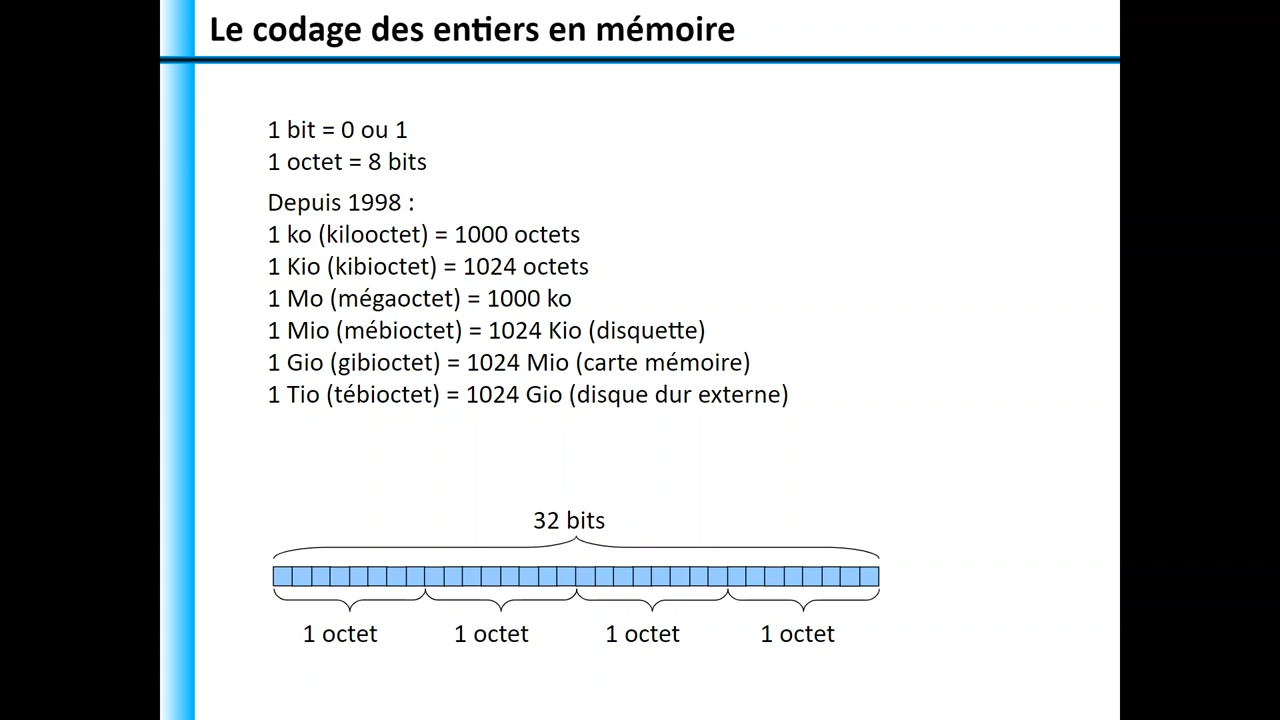 Le codage des entiers en mémoire
1 bit = 0 ou 1
1 octet = 8 bits
Depuis 1998 :
1 ko (kilooctet) = 1000 octets
1 Kio (kibioctet) = 1024 octets
1 Mo (mégaoctet) = 1000 ko
1 Mio (mébioctet) = 1024 Kio (disquette)
1 Gio (gibioctet) = 1024 Mio (carte mémoire)
1 Tio (tébioctet) = 1024 Gio (disque dur externe)
32 bits
1 octet 1 octet 1 octet 1 octet